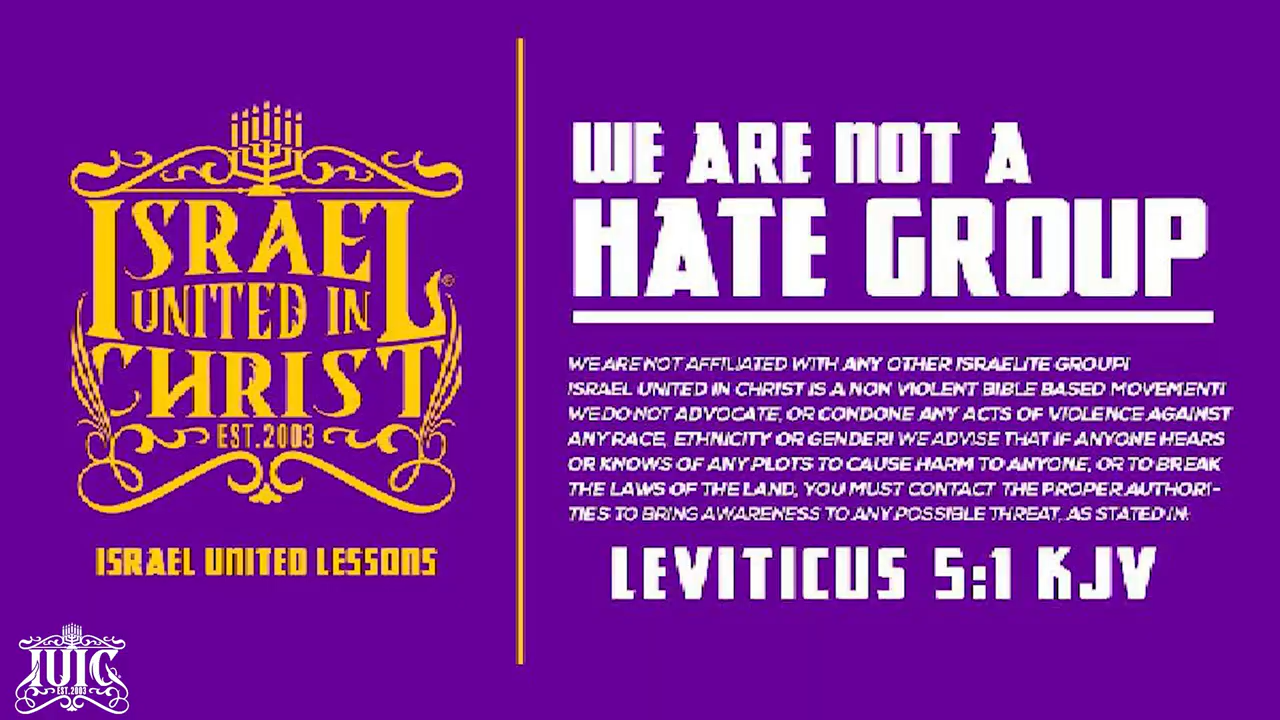 ISRAEL
UNITED IN
CHRIST
EST.2003
ISRAEL UNITED LESSONS
WE ARE NOT A
HATE GROUP
WE ARE NOT AFFILIATED WITH ANY OTHER ISRAELITE GROUP!
ISRAEL UNITED IN CHRIST IS A NON VIOLENT BIBLE BASED MOVEMENT!
WE DO NOT ADVOCATE, OR CONDONE ANY ACTS OF VIOLENCE AGAINST
ANY RACE, ETHNICITY OR GENDER! WE ADVISE THAT IF ANYONE HEARS
OR KNOWS OF ANY PLOTS TO CAUSE HARM TO ANYONE, OR TO BREAK
THE LAWS OF THE LAND, YOU MUST CONTACT THE PROPER AUTHORI-
TIES TO BRING AWARENESS TO ANY POSSIBLE THREAT, AS STATED IN:
LEVITICUS 5:1 KJV
IUIC
EST.2003